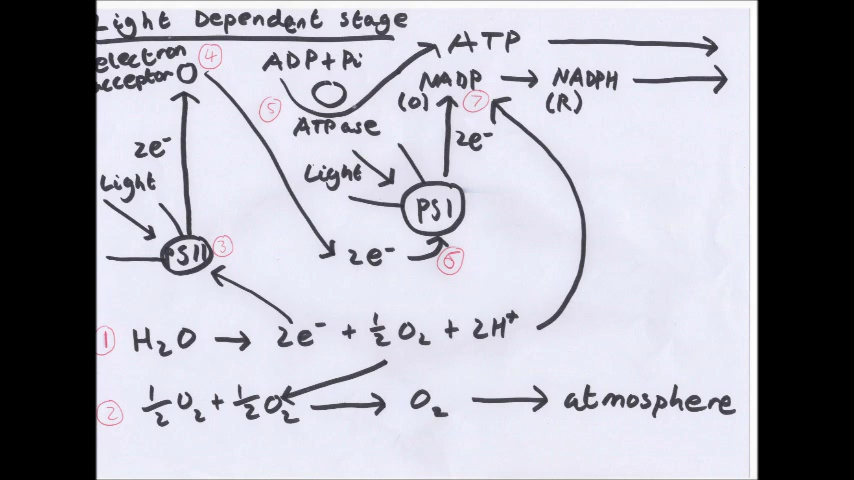 Light Dependent stage
electron acceptor
4
ADP + Pi
ATP
5
ATPase
NADP (O)
7
NADPH (R)
2e⁻
Light
PSII
3
2e⁻
Light
PSI
2e⁻
6
1 H₂O → 2e⁻ + ½O₂ + 2H⁺
2 ½O₂ + ½O₂ → O₂ → atmosphere